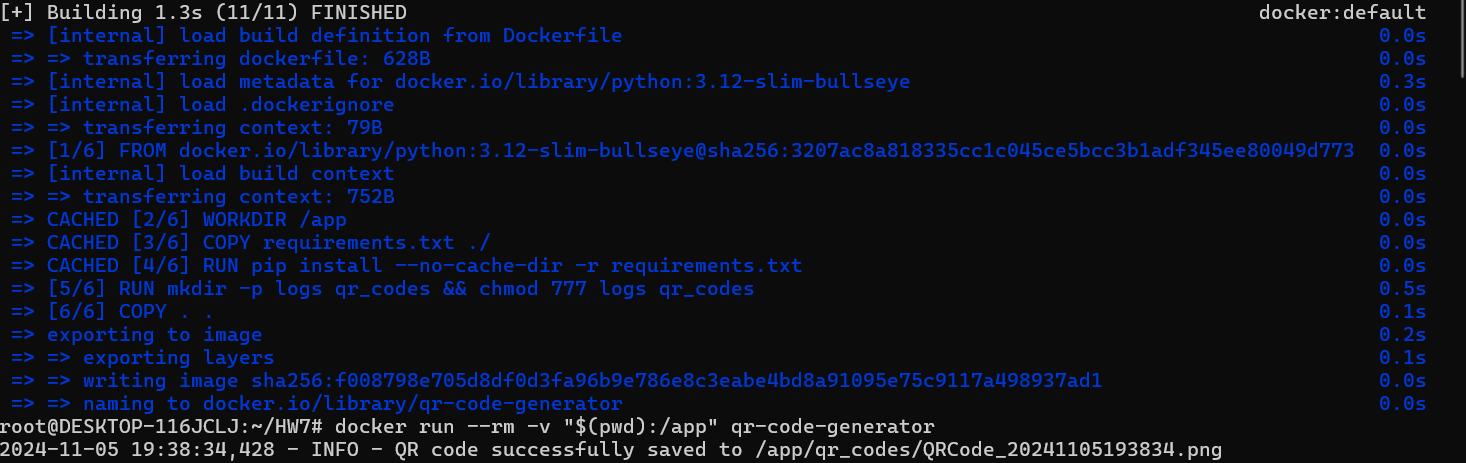 [+] Building 1.3s (11/11) FINISHED docker:default
=> [internal] load build definition from Dockerfile 0.0s
=> => transferring dockerfile: 628B 0.0s
=> [internal] load metadata for docker.io/library/python:3.12-slim-bullseye 0.3s
=> [internal] load .dockerignore 0.0s
=> => transferring context: 79B 0.0s
=> [1/6] FROM docker.io/library/python:3.12-slim-bullseye@sha256:3207ac8a818335cc1c045ce5bcc3b1adf345ee80049d773 0.0s
=> [internal] load build context 0.0s
=> => transferring context: 752B 0.0s
=> CACHED [2/6] WORKDIR /app 0.0s
=> CACHED [3/6] COPY requirements.txt ./ 0.0s
=> CACHED [4/6] RUN pip install --no-cache-dir -r requirements.txt 0.0s
=> [5/6] RUN mkdir -p logs qr_codes && chmod 777 logs qr_codes 0.5s
=> [6/6] COPY . . 0.1s
=> exporting to image 0.2s
=> => exporting layers 0.1s
=> => writing image sha256:f008798e705d8df0d3fa96b9e786e8c3eabe4bd8a91095e75c9117a498937ad1 0.0s
=> => naming to docker.io/library/qr-code-generator 0.0s
root@DESKTOP-116JCLJ:~/HW7# docker run --rm -v "$(pwd):/app" qr-code-generator
2024-11-05 19:38:34,428 - INFO - QR code successfully saved to /app/qr_codes/QRCode_20241105193834.png